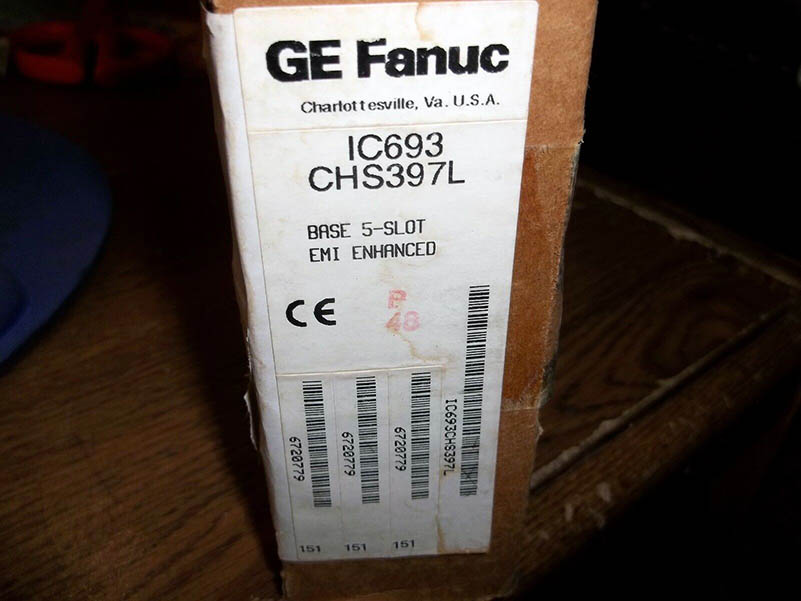 GE Fanuc
Charlottesville, Va. U.S.A.
IC693
CHS397L
BASE 5-SLOT
EMI ENHANCED
CE
P
48
6720779
6720779
6720779
IC693CHS397L
151
151
151